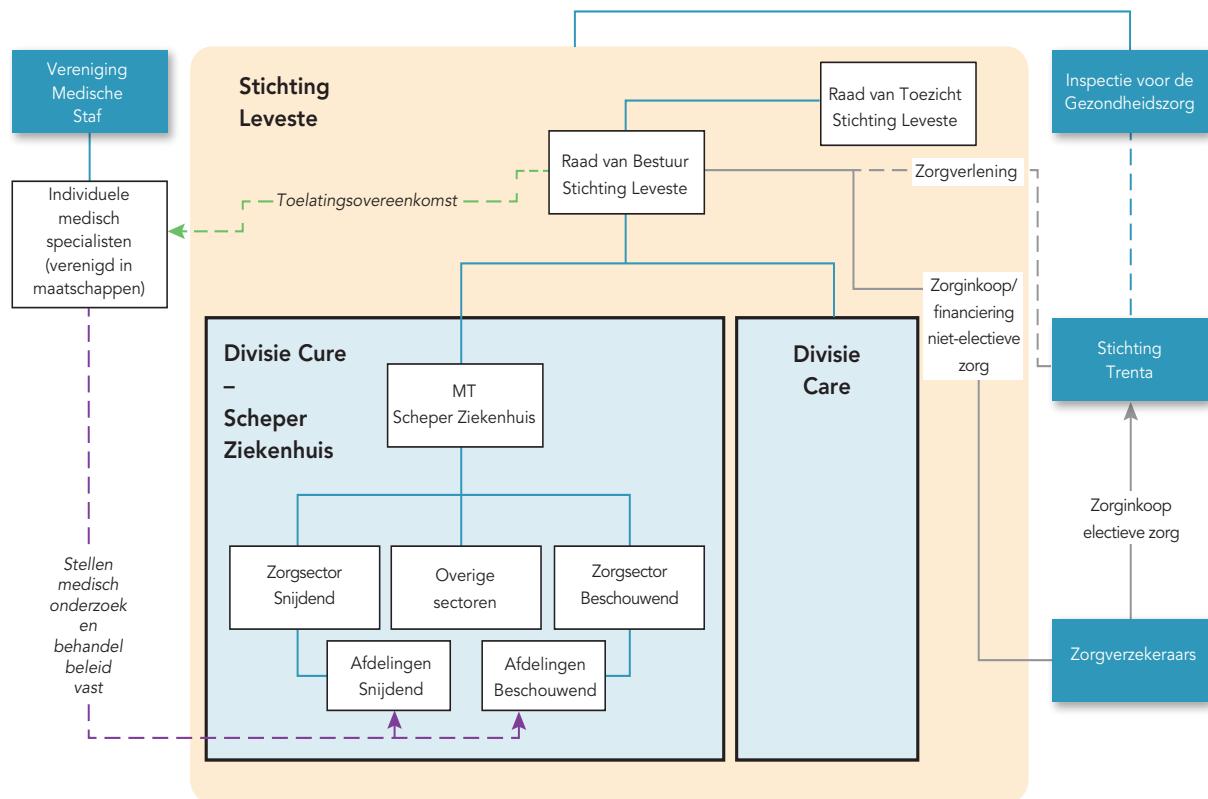 Vereniging
Medische
Staf
Stichting
Leveste
Raad van Toezicht
Stichting Leveste
Inspectie voor de
Gezondheidszorg
Raad van Bestuur
Stichting Leveste
Zorgverlening
Individuele
medisch
specialisten
(verenigd in
maatschappen)
Toelatingsovereenkomst
Zorginkoop/
financiering
niet-electieve
zorg
Divisie Cure
–
Scheper
Ziekenhuis
Divisie
Care
Stichting
Trenta
MT
Scheper Ziekenhuis
Zorginkoop
electieve zorg
Zorgsector
Snijdend
Overige
sectoren
Zorgsector
Beschouwend
Stellen
medisch
onderzoek
en
behandel
beleid
vast
Afdelingen
Snijdend
Afdelingen
Beschouwend
Zorgverzekeraars